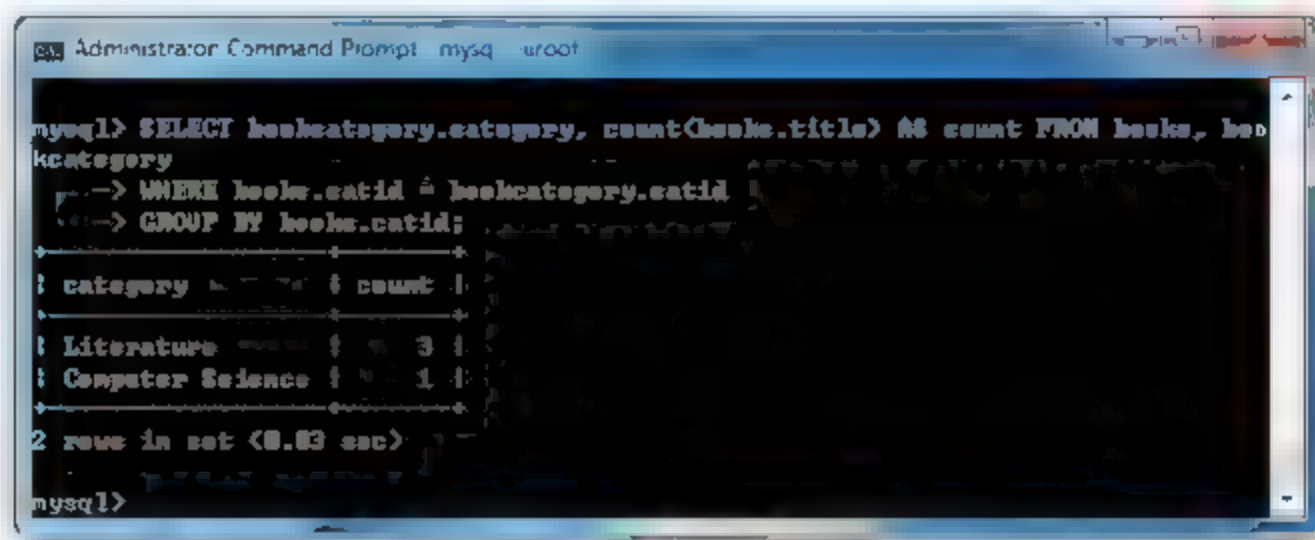 Administrator Command Prompt mysq -uroot
mysql> SELECT bookcategory.category, count(books.title) AS count FROM books, boo
kcategory
-> WHERE books.catid = bookcategory.catid
-> GROUP BY books.catid;
+---------------+-------+
| category | count |
+---------------+-------+
| Literature | 3 |
| Computer Science | 1 |
+---------------+-------+
2 rows in set (0.03 sec)
mysql>